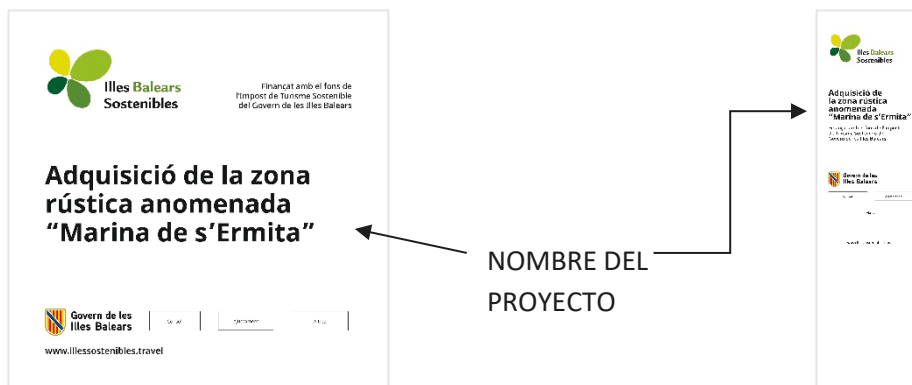 Illes Balears
Sostenibles
Finançat amb el fons de
l'Impost de Turisme Sostenible
del Govern de les Illes Balears
Adquisició de la zona
rústica anomenada
“Marina de s’Ermita”
Govern de les
Illes Balears
www.illessostenibles.travel
NOMBRE DEL
PROYECTO
Illes Balears
Sostenibles
Adquisició de
la zona rústica
anomenada
“Marina de s’Ermita”
Govern de les
Illes Balears